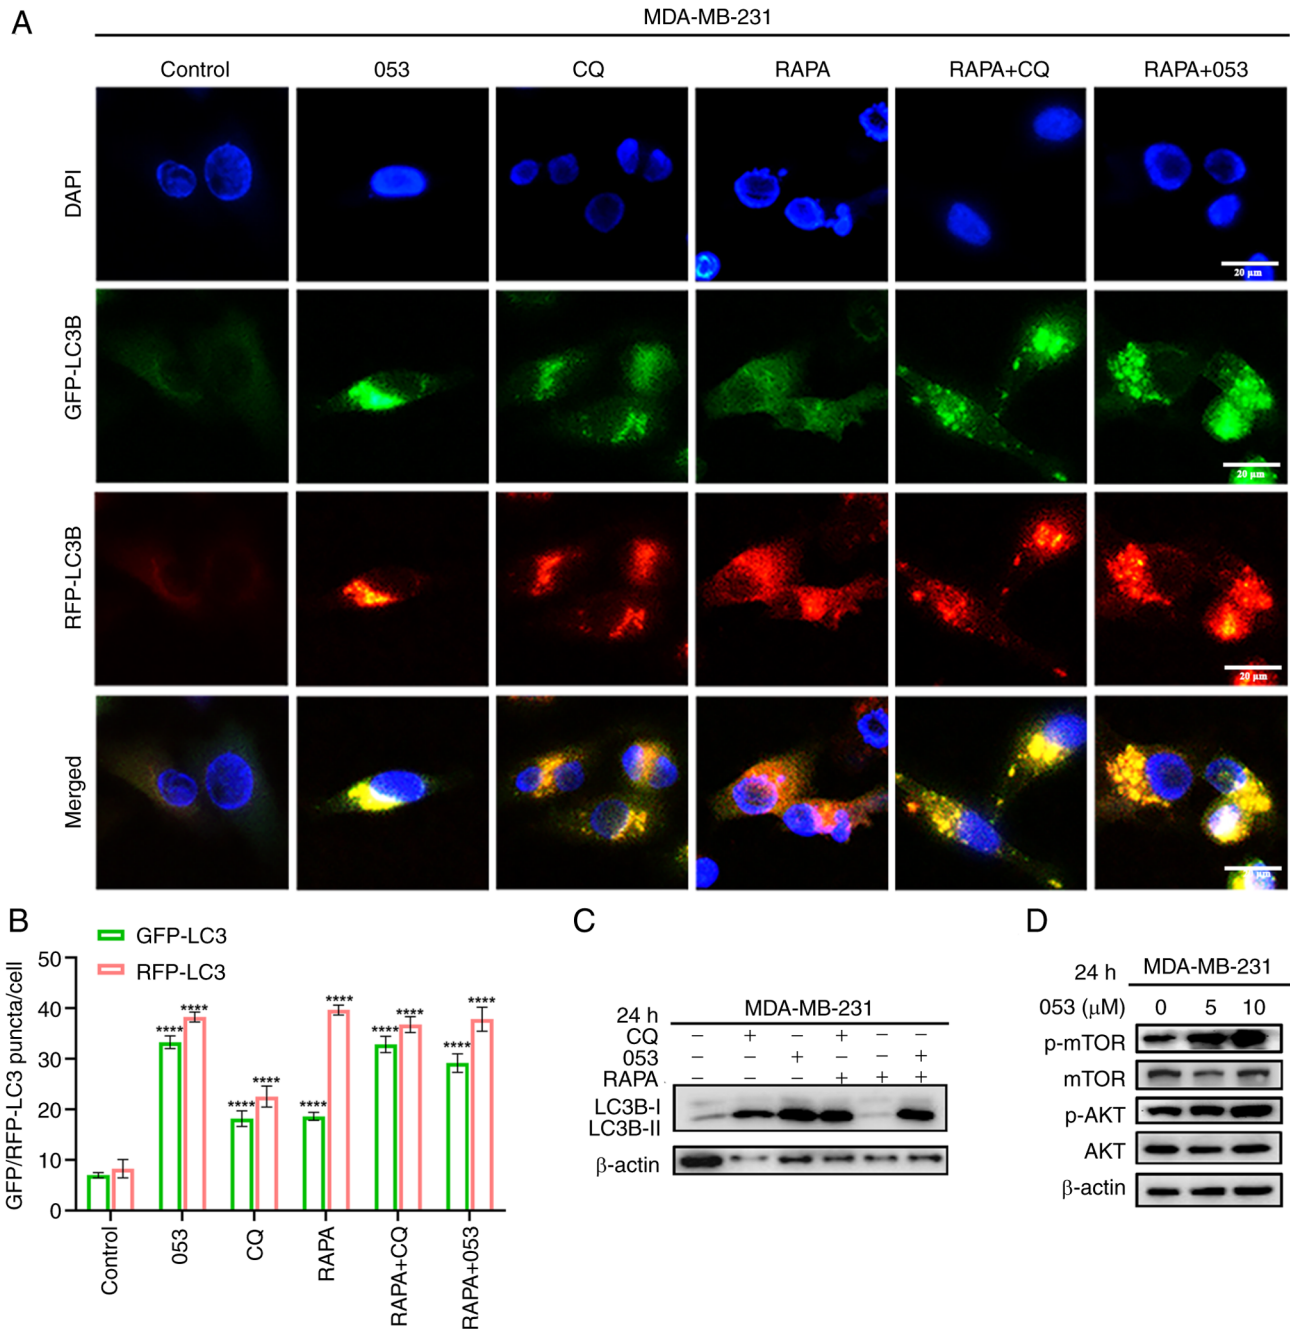 A
MDA-MB-231
Control 053 CQ RAPA RAPA+CQ RAPA+053
DAPI
20 μm
GFP-LC3B
20 μm
RFP-LC3B
20 μm
Merged
μm
B
GFP-LC3
RFP-LC3
GFP/RFP-LC3 puncta/cell
50
40
30
20
10
0
**** **** **** **** **** **** **** **** **** ****
Control 053 CQ RAPA RAPA+CQ RAPA+053
C
24 h MDA-MB-231
CQ – + – + – –
053 – – + – – +
RAPA – – – + + +
LC3B-I
LC3B-II
β-actin
D
24 h MDA-MB-231
053 (μM) 0 5 10
p-mTOR
mTOR
p-AKT
AKT
β-actin